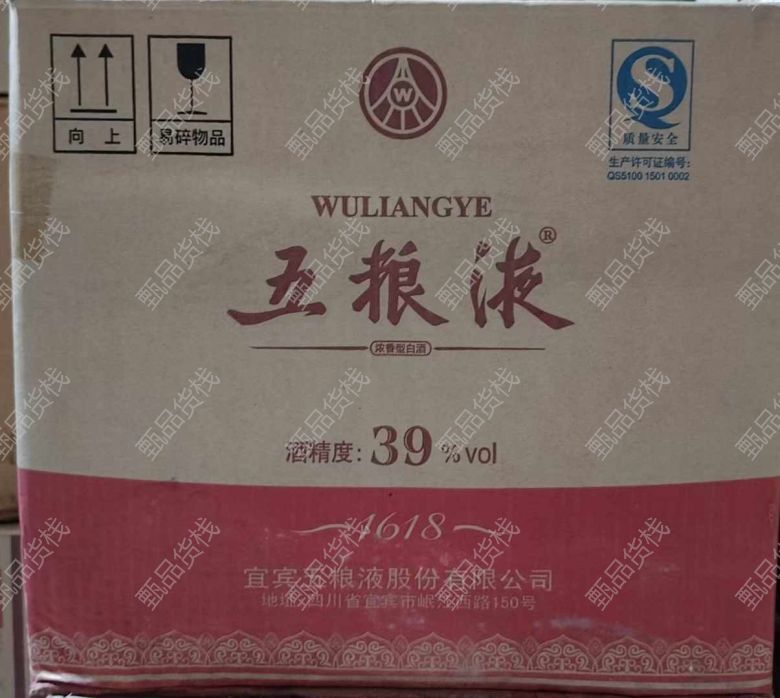 向 上
易碎物品
W
质量安全
生产许可证编号:
QS5100 1501 0002
WULIANGYE
五粮液®
浓香型白酒
酒精度: 39 % vol
1618
宜宾五粮液股份有限公司
地址:四川省宜宾市岷江西路150号
甄品货栈